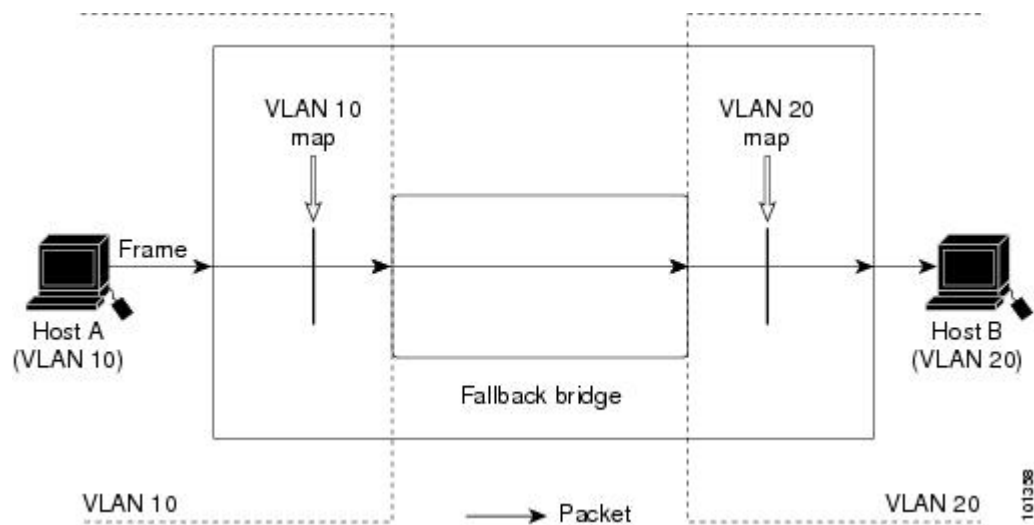 VLAN 10
map
VLAN 20
map
Frame
Host A
(VLAN 10)
Host B
(VLAN 20)
Fallback bridge
VLAN 10
Packet
VLAN 20
101358